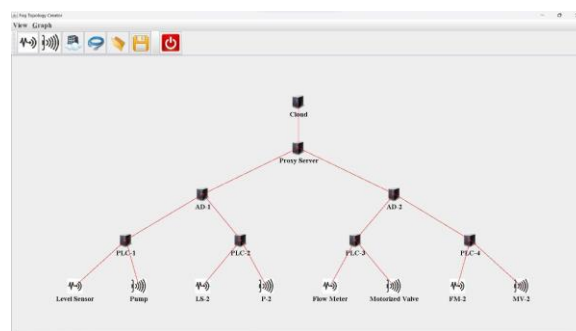 Fog Topology Creator
View Graph
Cloud
Proxy Server
AD-1 AD-2
PLC-1 PLC-2 PLC-3 PLC-4
Level Sensor Pump LS-2 P-2 Flow Meter Motorized Valve FM-2 MV-2